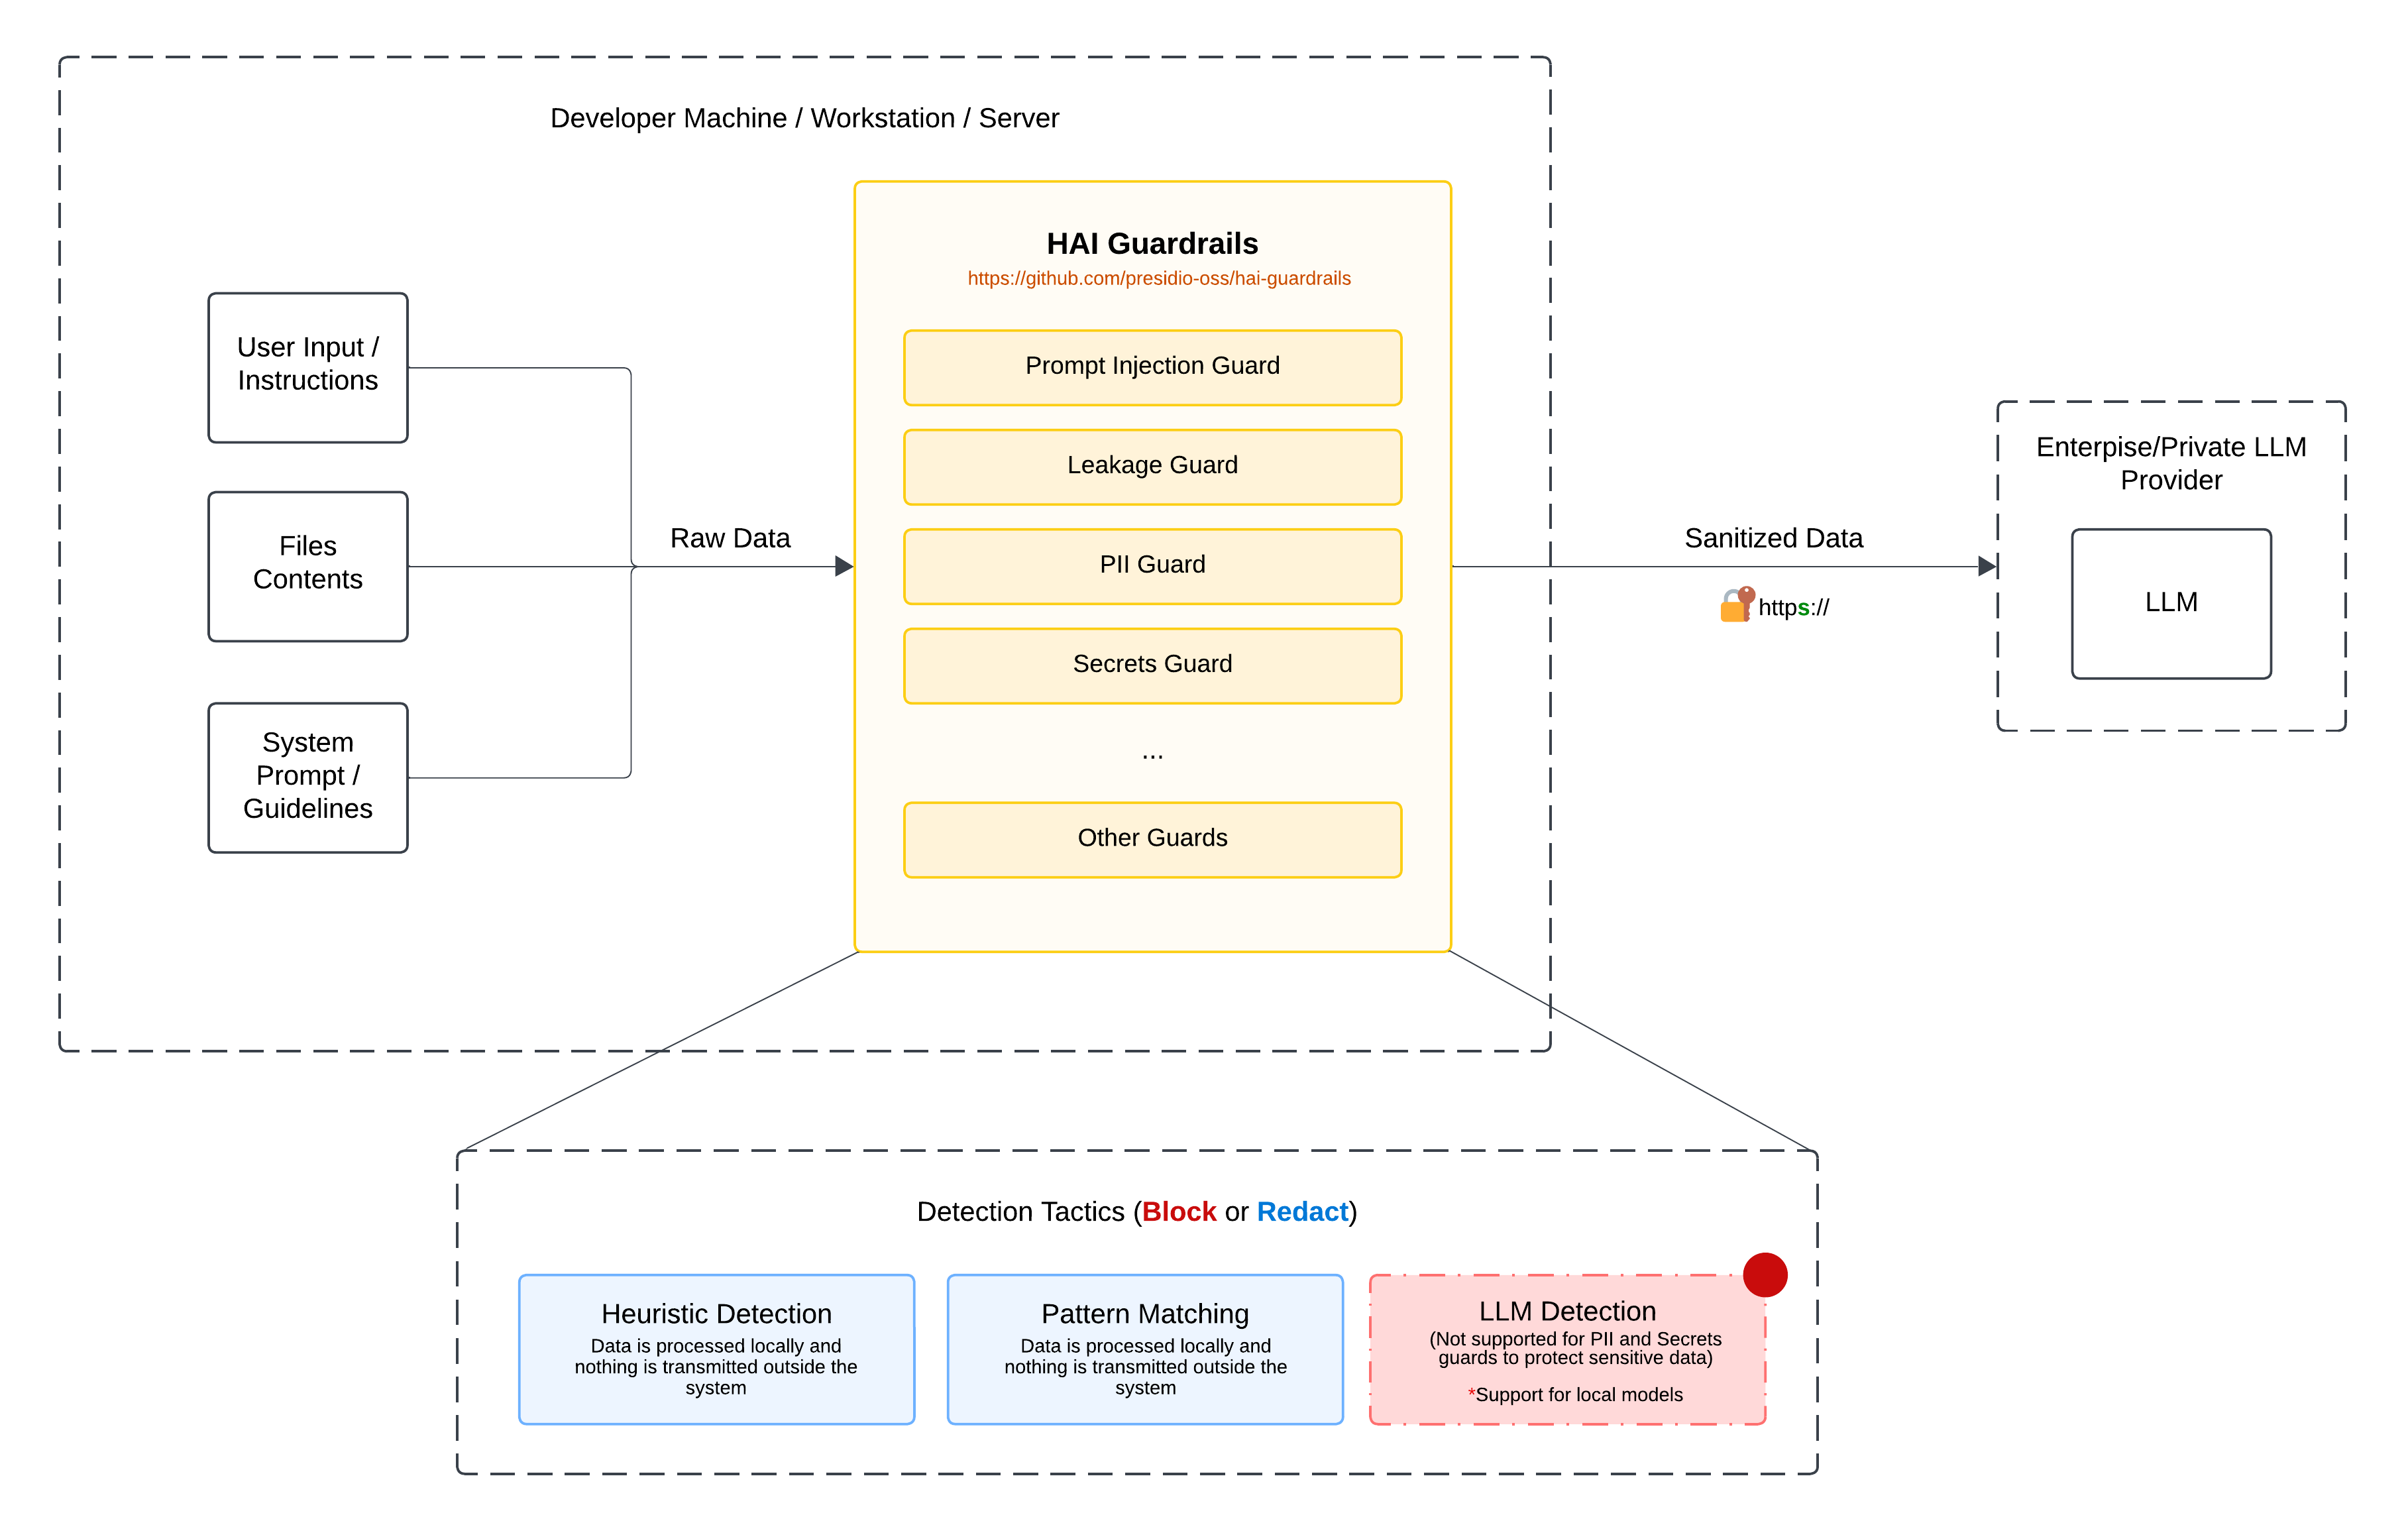 Developer Machine / Workstation / Server
HAI Guardrails
https://github.com/presidio-oss/hai-guardrails
User Input /
Instructions
Files
Contents
System
Prompt /
Guidelines
Raw Data
Prompt Injection Guard
Leakage Guard
PII Guard
Secrets Guard
...
Other Guards
Sanitized Data
https://
Enterpise/Private LLM
Provider
LLM
Detection Tactics (Block or Redact)
Heuristic Detection
Data is processed locally and
nothing is transmitted outside the
system
Pattern Matching
Data is processed locally and
nothing is transmitted outside the
system
LLM Detection
(Not supported for PII and Secrets
guards to protect sensitive data)
*Support for local models